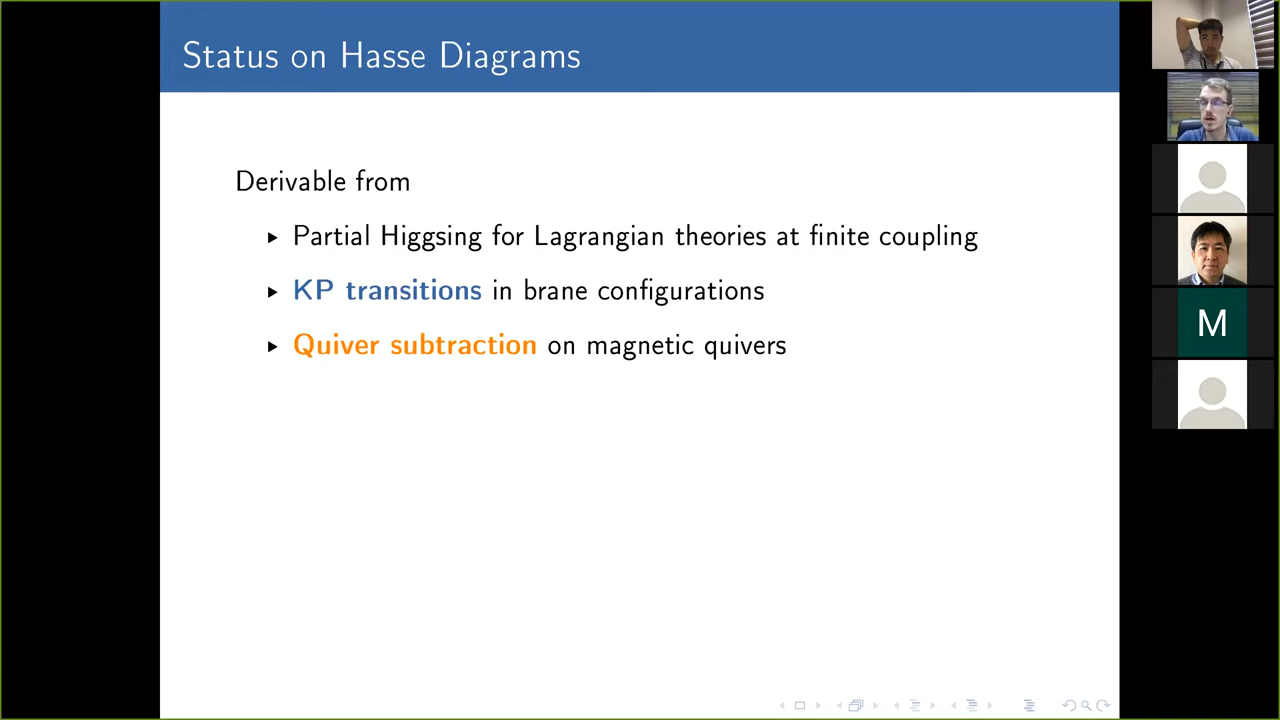 Status on Hasse Diagrams
Derivable from
▸ Partial Higgsing for Lagrangian theories at finite coupling
▸ KP transitions in brane configurations
▸ Quiver subtraction on magnetic quivers
M